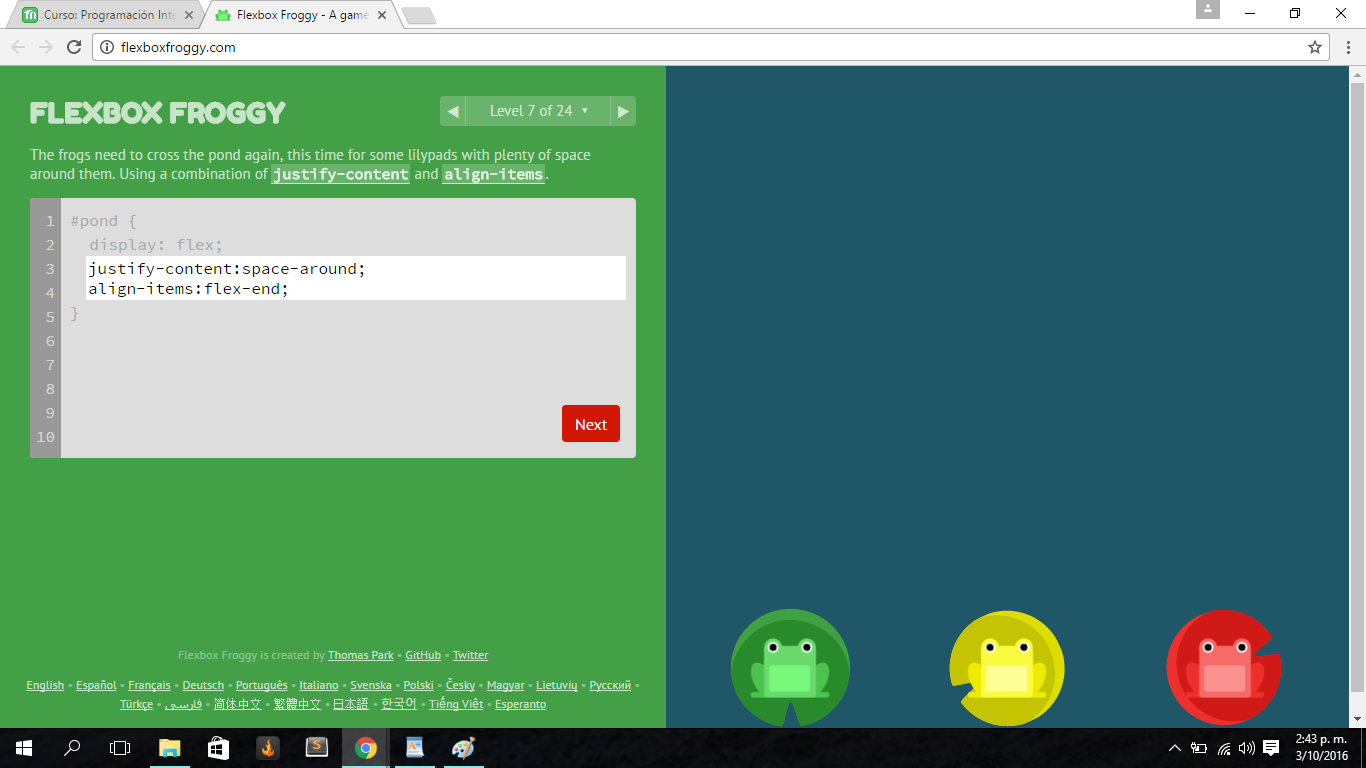 Curso: Programación Inte
Flexbox Froggy - A game
flexboxfroggy.com
FLEXBOX FROGGY
Level 7 of 24
The frogs need to cross the pond again, this time for some lilypads with plenty of space
around them. Using a combination of justify-content and align-items.
1 #pond {
2 display: flex;
3 justify-content:space-around;
4 align-items:flex-end;
5 }
6
7
8
9
10
Next
Flexbox Froggy is created by Thomas Park • GitHub • Twitter
English • Español • Français • Deutsch • Português • Italiano • Svenska • Polski • Česky • Magyar • Lietuvių • Русский •
Türkçe • فارسی • 简体中文 • 繁體中文 • 日本語 • 한국어 • Tiếng Việt • Esperanto
2:43 p. m.
3/10/2016